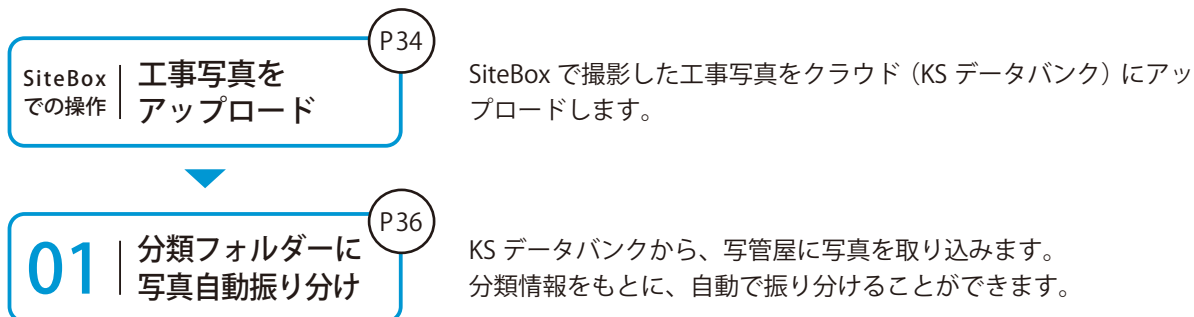 P34
SiteBox
での操作
工事写真を
アップロード
SiteBox で撮影した工事写真をクラウド（KS データバンク）にアッ
プロードします。
P36
01
分類フォルダーに
写真自動振り分け
KS データバンクから、写管屋に写真を取り込みます。
分類情報をもとに、自動で振り分けることができます。